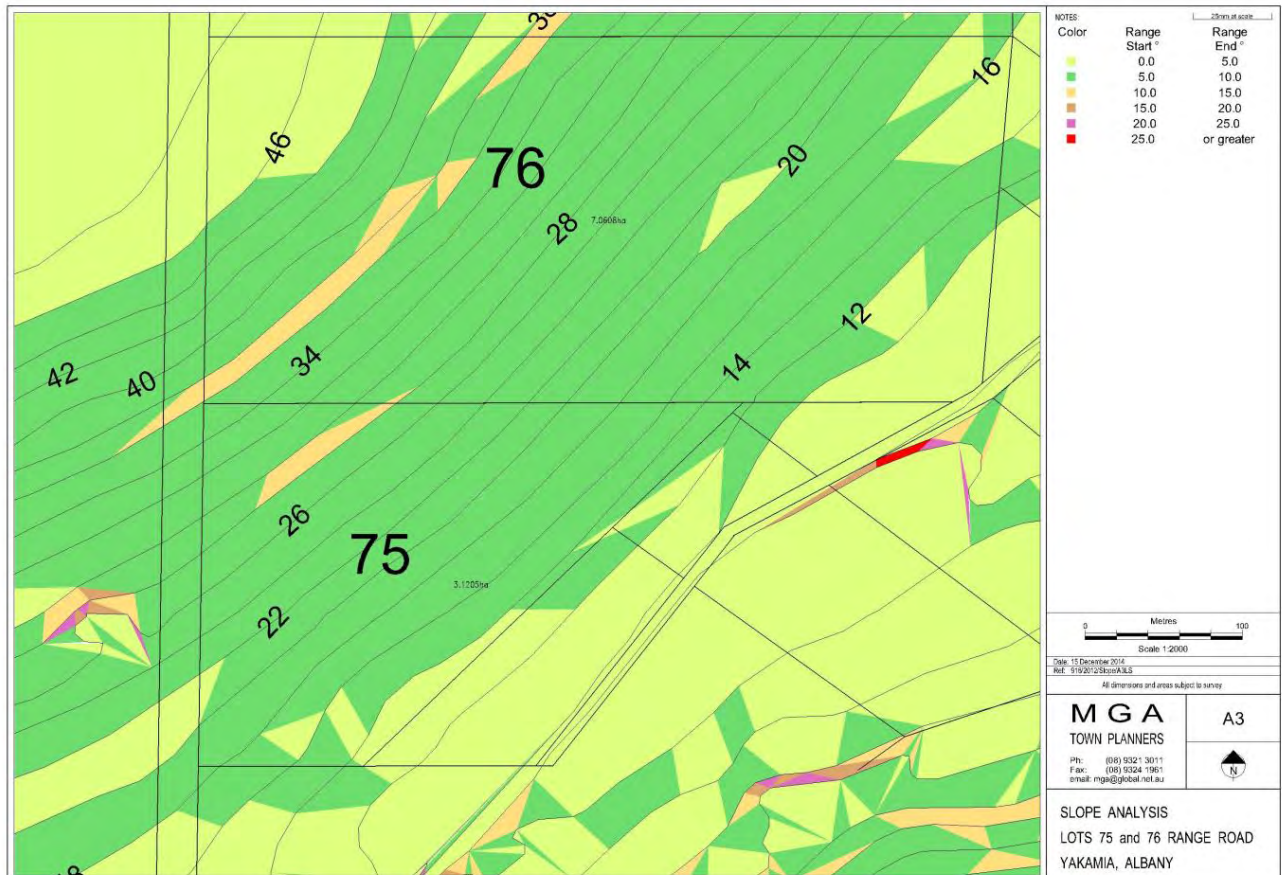 38
16
46
76
20
7.0608ha
28
12
42
40
34
14
26
75
3.1205ha
22
NOTES: 25mm at scale
Color Range Start ° Range End °
0.0 5.0
5.0 10.0
10.0 15.0
15.0 20.0
20.0 25.0
25.0 or greater
0 Metres 100
Scale 1:2000
Date: 15 December 2014
All dimensions and areas subject to survey
M G A
TOWN PLANNERS
Ph: (08) 9321 3011
Fax: (08) 9324 1961
email: mga@global.net.au
A3
N
SLOPE ANALYSIS
LOTS 75 and 76 RANGE ROAD
YAKAMIA, ALBANY